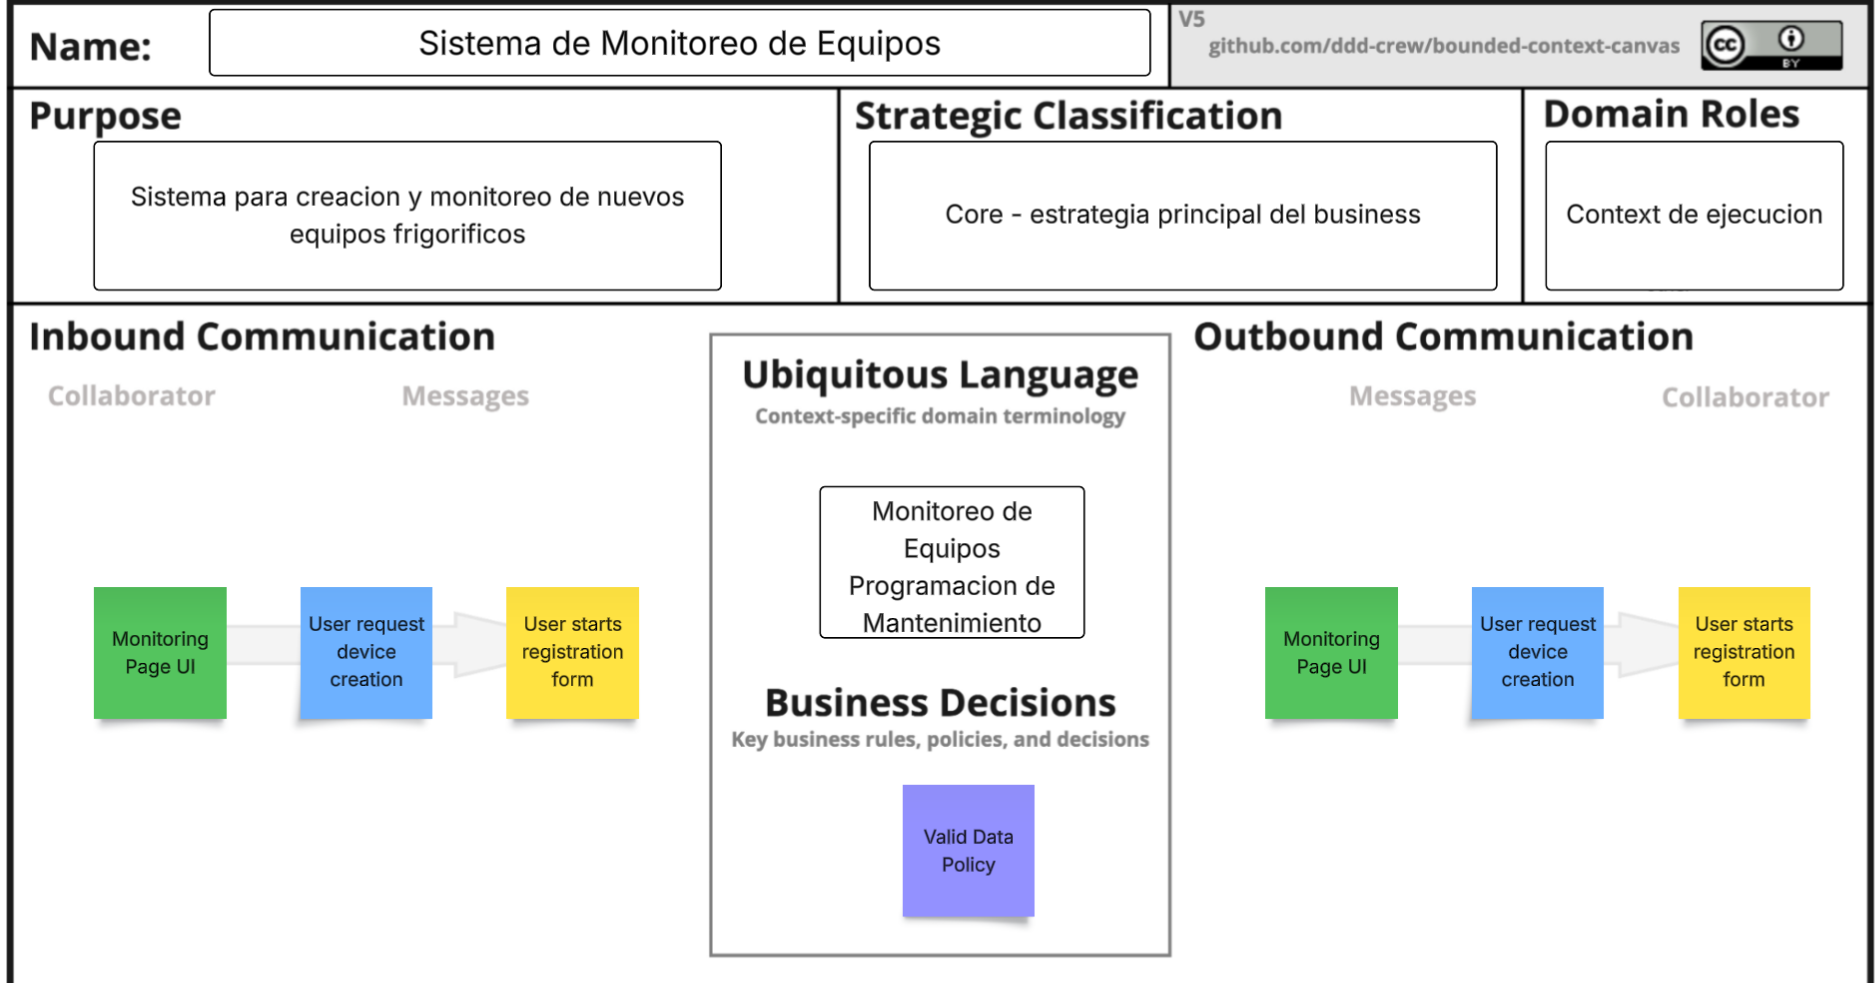 Name:
Sistema de Monitoreo de Equipos
V5
github.com/ddd-crew/bounded-context-canvas
cc
BY
Purpose
Sistema para creacion y monitoreo de nuevos
equipos frigorificos
Strategic Classification
Core - estrategia principal del business
Domain Roles
Context de ejecucion
Inbound Communication
Collaborator
Messages
Monitoring
Page UI
User request
device
creation
User starts
registration
form
Ubiquitous Language
Context-specific domain terminology
Monitoreo de
Equipos
Programacion de
Mantenimiento
Business Decisions
Key business rules, policies, and decisions
Valid Data
Policy
Outbound Communication
Messages
Collaborator
Monitoring
Page UI
User request
device
creation
User starts
registration
form